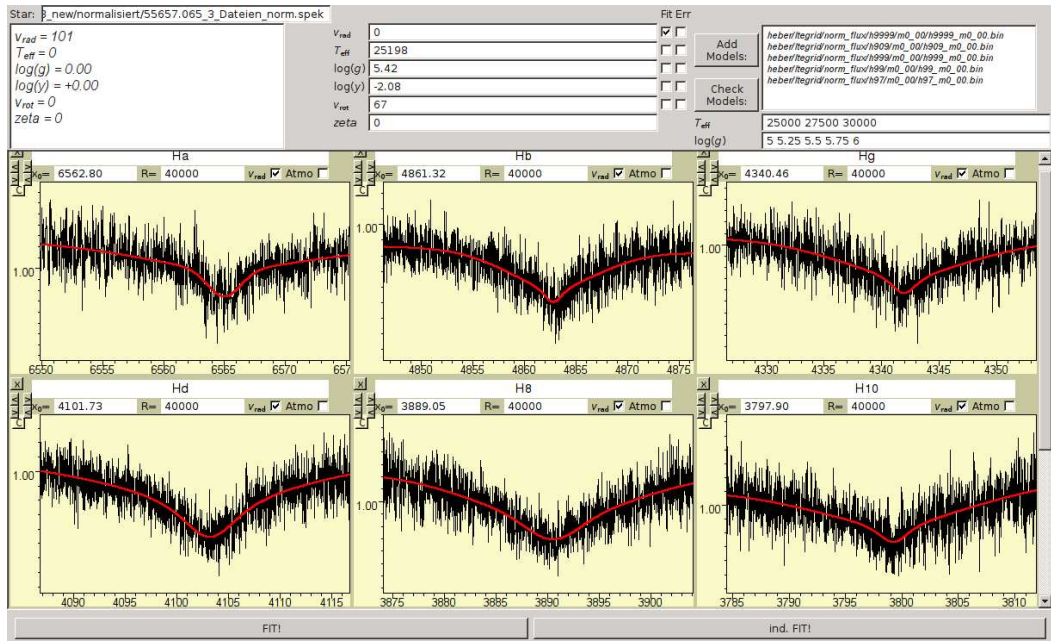 Star: 3_new/normalisiert/55657.065_3_Dateien_norm.spek
v_rad = 101
T_eff = 0
log(g) = 0.00
log(y) = +0.00
v_rot = 0
zeta = 0
Fit Err
v_rad 0
T_eff 25198
log(g) 5.42
log(y) -2.08
v_rot 67
zeta 0
Add Models:
Check Models:
heber/ltegrid/norm_flux/h9999/m0_00/h9999_m0_00.bin
heber/ltegrid/norm_flux/h909/m0_00/h909_m0_00.bin
heber/ltegrid/norm_flux/h999/m0_00/h999_m0_00.bin
heber/ltegrid/norm_flux/h99/m0_00/h99_m0_00.bin
heber/ltegrid/norm_flux/h97/m0_00/h97_m0_00.bin
T_eff 25000 27500 30000
log(g) 5 5.25 5.5 5.75 6
Ha Hb Hg
x₀= 6562.80 R= 40000 v_rad Atmo x₀= 4861.32 R= 40000 v_rad Atmo x₀= 4340.46 R= 40000 v_rad Atmo
1.00 1.00 1.00
6550 6555 6560 6565 6570 657 4850 4855 4860 4865 4870 4875 4330 4335 4340 4345 4350
Hd H8 H10
x₀= 4101.73 R= 40000 v_rad Atmo x₀= 3889.05 R= 40000 v_rad Atmo x₀= 3797.90 R= 40000 v_rad Atmo
1.00 1.00 1.00
4090 4095 4100 4105 4110 4115 3875 3880 3885 3890 3895 3900 3785 3790 3795 3800 3805 3810
FIT! ind. FIT!